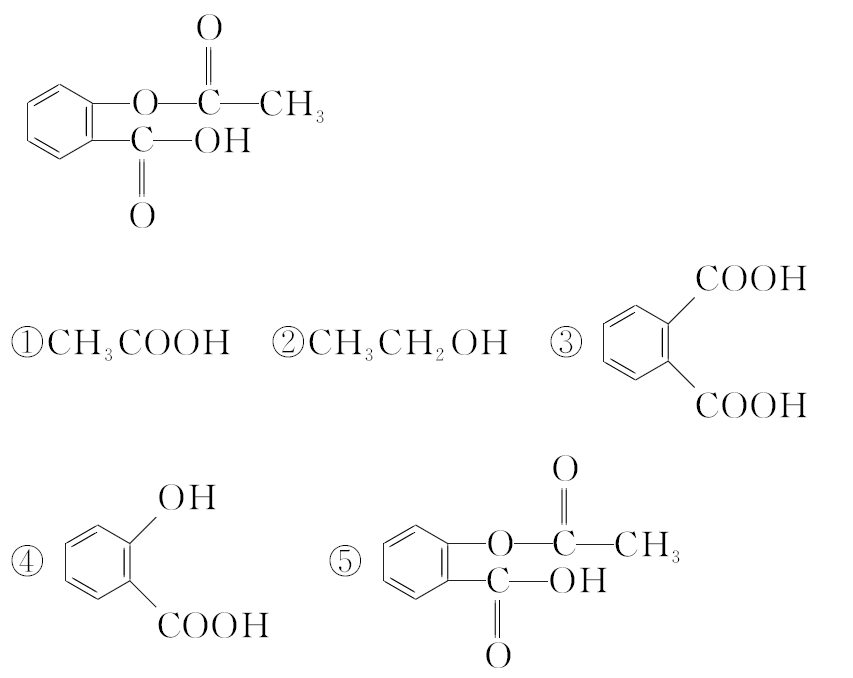 O
O—C—CH₃
C—OH
O
COOH
①CH₃COOH ②CH₃CH₂OH ③
COOH
O
OH
④ ⑤ O—C—CH₃
C—OH
COOH
O